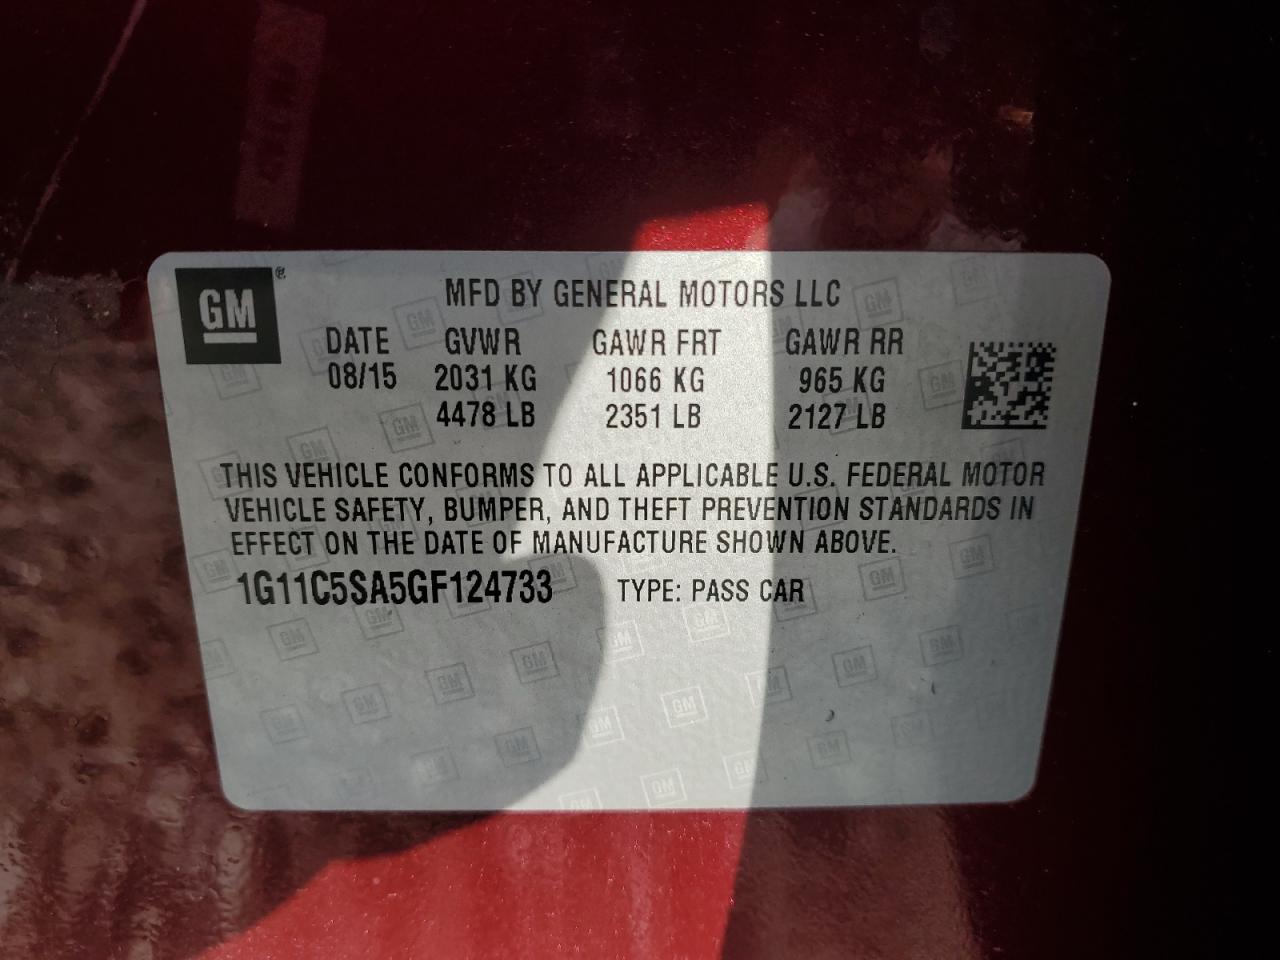 GM®
MFD BY GENERAL MOTORS LLC
DATE GVWR GAWR FRT GAWR RR
08/15 2031 KG 1066 KG 965 KG
4478 LB 2351 LB 2127 LB
THIS VEHICLE CONFORMS TO ALL APPLICABLE U.S. FEDERAL MOTOR
VEHICLE SAFETY, BUMPER, AND THEFT PREVENTION STANDARDS IN
EFFECT ON THE DATE OF MANUFACTURE SHOWN ABOVE.
1G11C5SA5GF124733 TYPE: PASS CAR